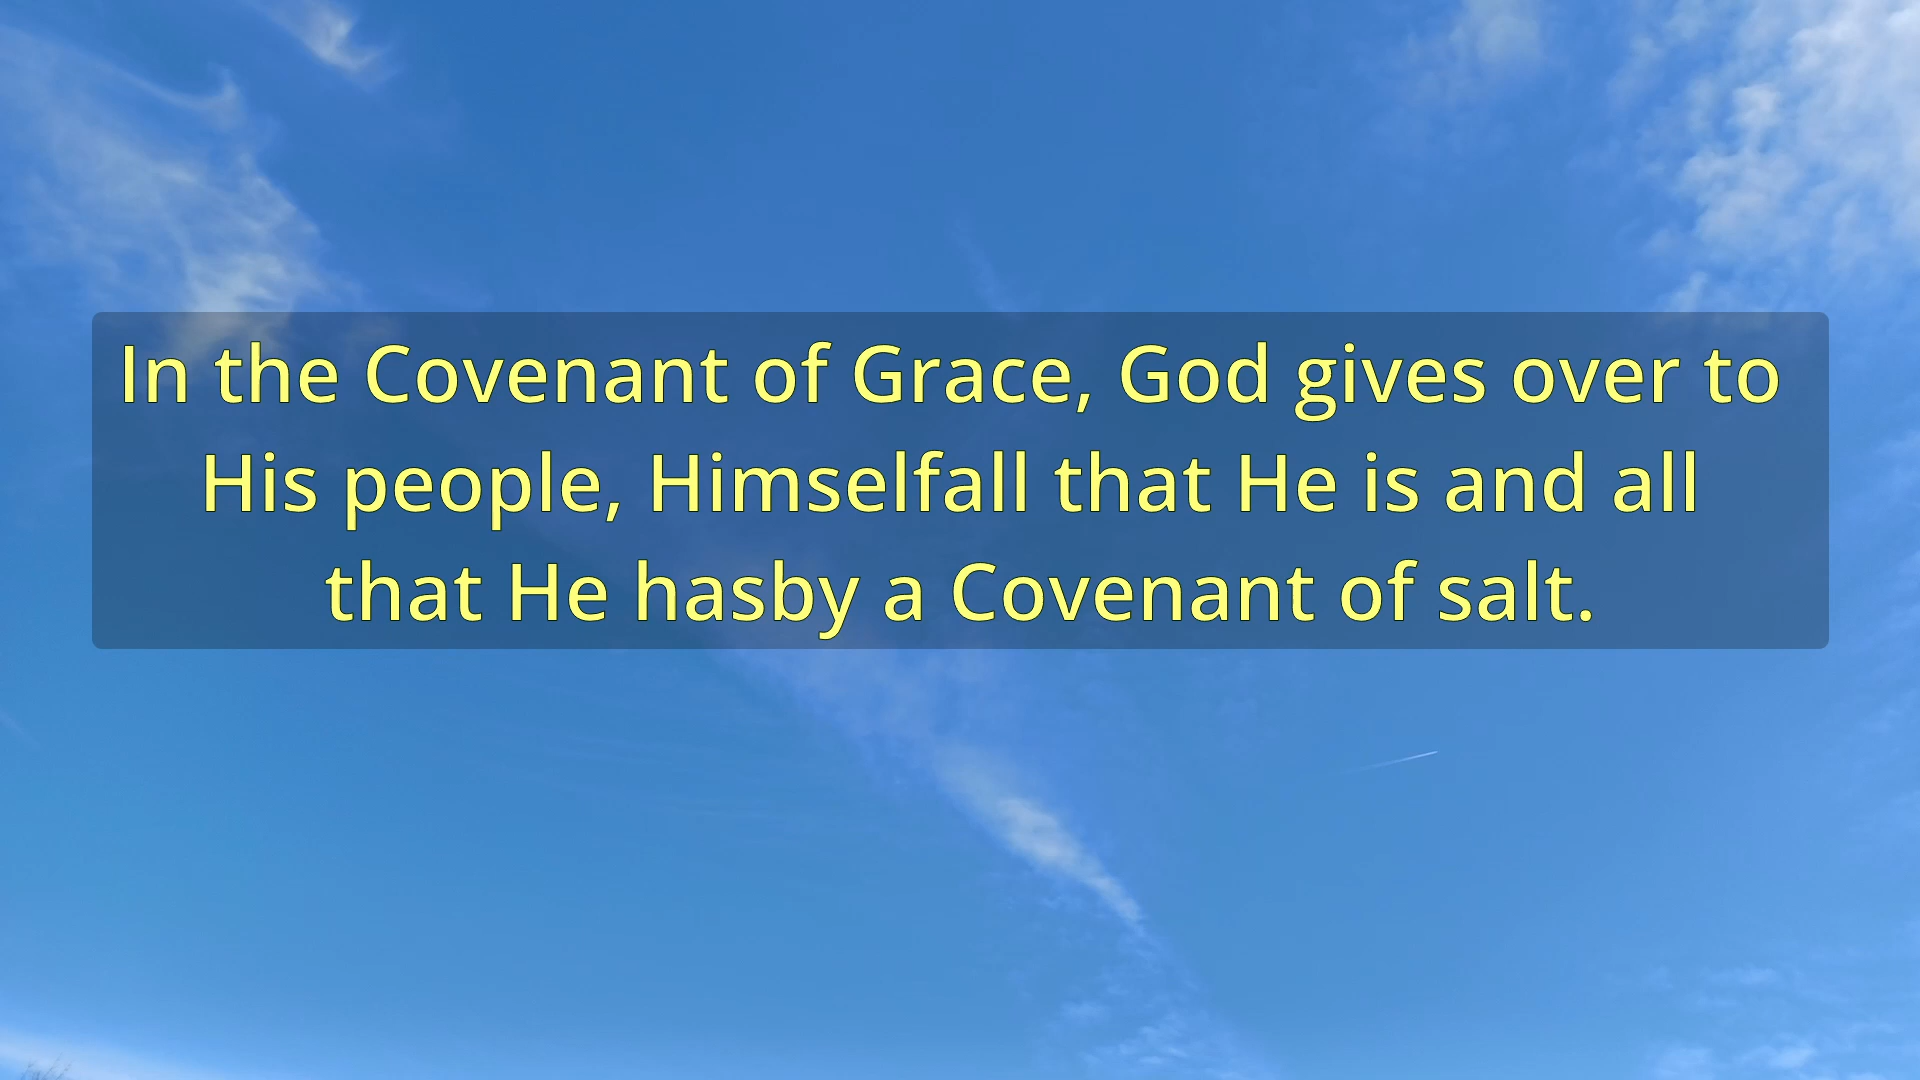 In the Covenant of Grace, God gives over to
His people, Himselfall that He is and all
that He hasby a Covenant of salt.